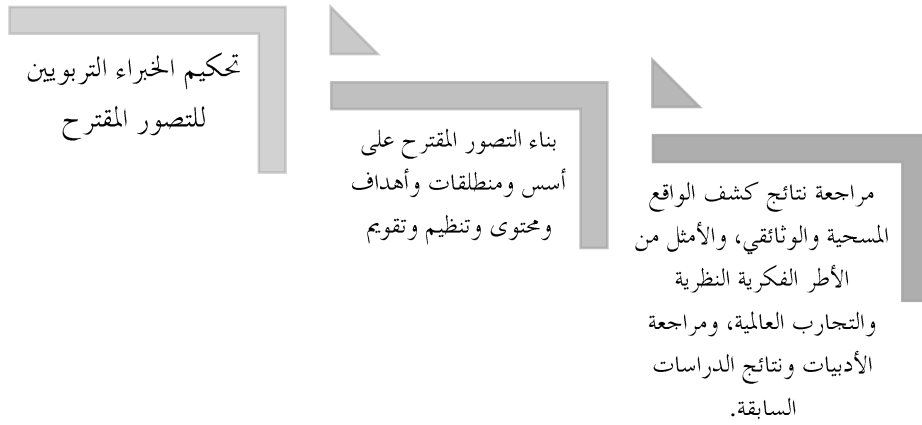 مراجعة نتائج كشف الواقع
المسحية والوثائقي، والأمثل من
الأطر الفكرية النظرية
والتجارب العالمية، ومراجعة
الأدبيات ونتائج الدراسات
السابقة.
بناء التصور المقترح على
أسس ومنطلقات وأهداف
ومحتوى وتنظيم وتقويم
تحكيم الخبراء التربويين
للتصور المقترح